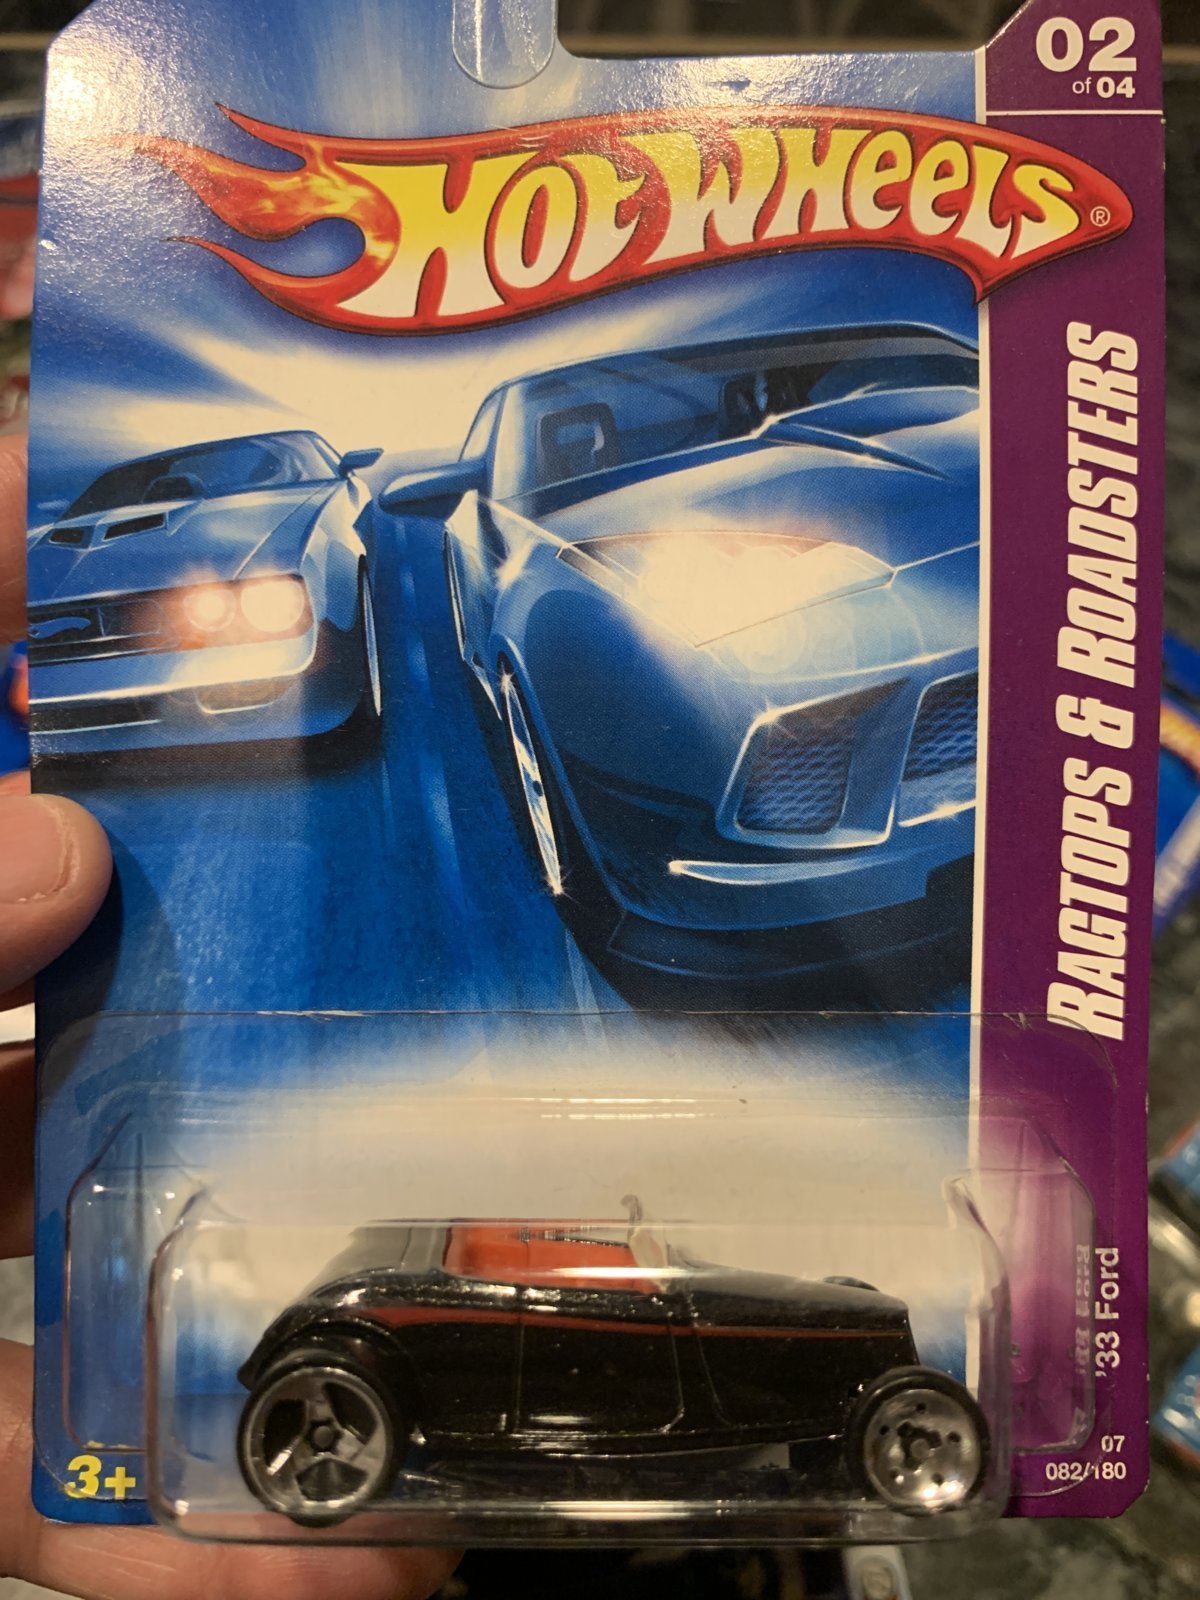 02
of 04
HOT WHEELS®
RAGTOPS & ROADSTERS
'33 Ford
3+
07
082/180